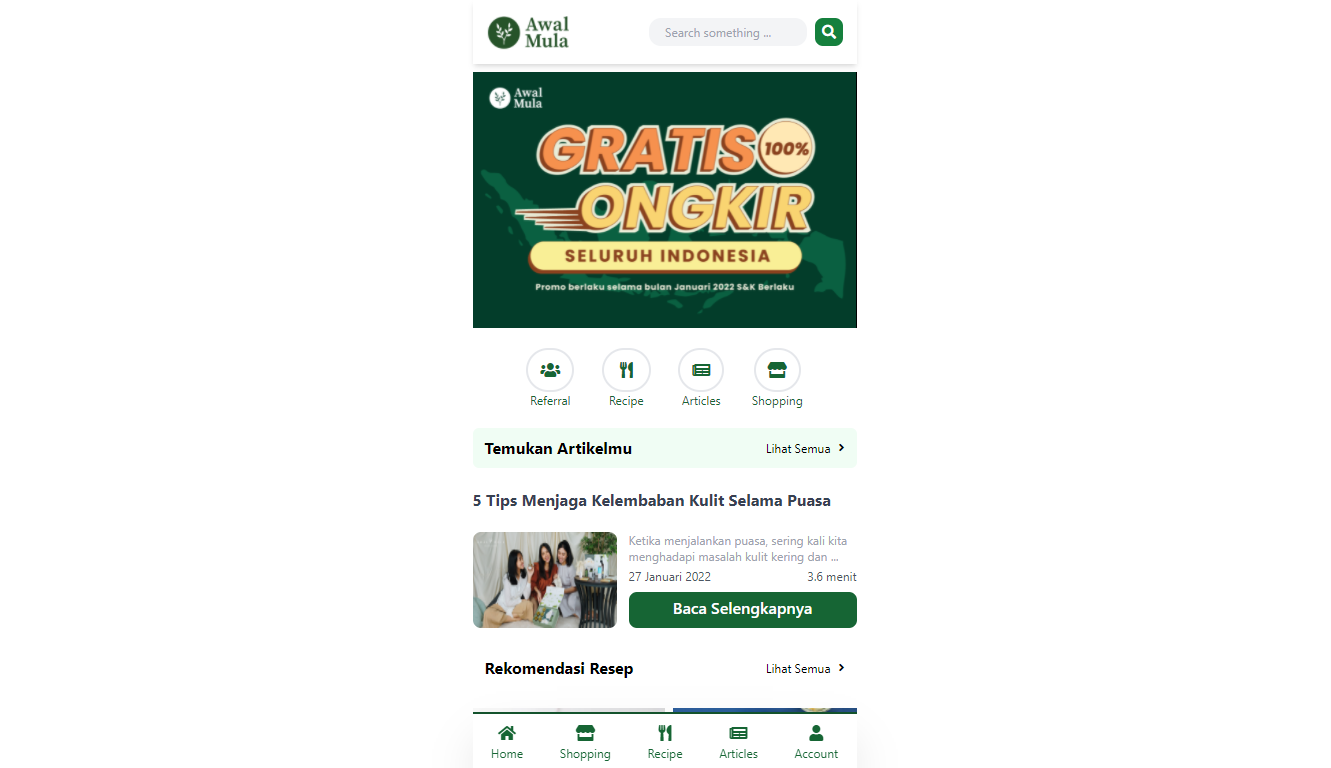 Awal
Mula
Search something ...
Awal
Mula
GRATIS 100%
ONGKIR
SELURUH INDONESIA
Promo berlaku selama bulan Januari 2022 S&K Berlaku
Referral
Recipe
Articles
Shopping
Temukan Artikelmu
Lihat Semua
5 Tips Menjaga Kelembaban Kulit Selama Puasa
Ketika menjalankan puasa, sering kali kita
menghadapi masalah kulit kering dan ...
27 Januari 2022
3.6 menit
Baca Selengkapnya
Rekomendasi Resep
Lihat Semua
Home
Shopping
Recipe
Articles
Account